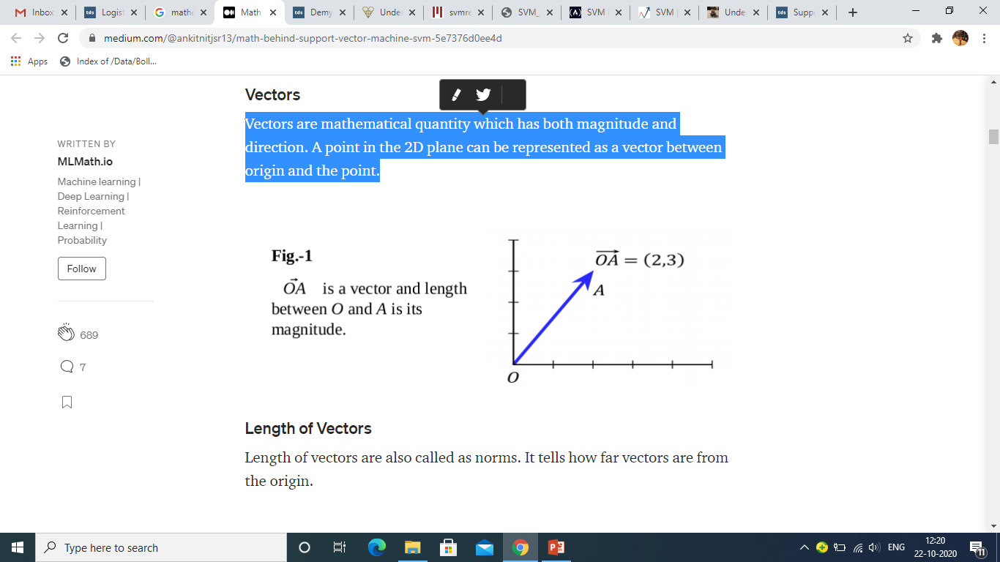 Inbox
Logist
mathe
Math
Demy
Unde
svmre
SVM_
SVM
SVM
Unde
Supp
medium.com/@ankitnitjsr13/math-behind-support-vector-machine-svm-5e7376d0ee4d
Apps
Index of /Data/Boll...
WRITTEN BY
MLMath.io
Machine learning |
Deep Learning |
Reinforcement
Learning |
Probability
Follow
689
7
Vectors
Vectors are mathematical quantity which has both magnitude and
direction. A point in the 2D plane can be represented as a vector between
origin and the point.
Fig.-1
OA is a vector and length
between O and A is its
magnitude.
OA = (2,3)
A
O
Length of Vectors
Length of vectors are also called as norms. It tells how far vectors are from
the origin.
Type here to search
ENG
12:20
22-10-2020
11